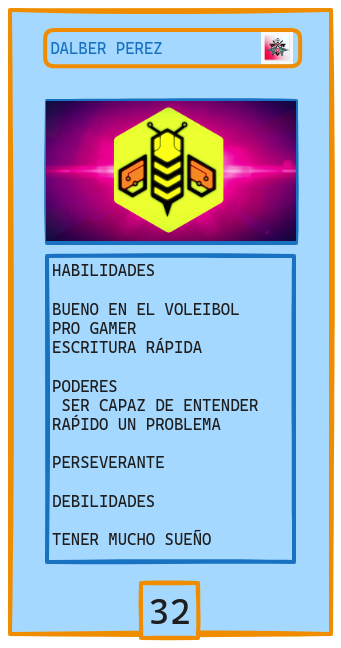 DALBER PEREZ
HABILIDADES
BUENO EN EL VOLEIBOL
PRO GAMER
ESCRITURA RÁPIDA
PODERES
SER CAPAZ DE ENTENDER
RAṔIDO UN PROBLEMA
PERSEVERANTE
DEBILIDADES
TENER MUCHO SUEÑO
32